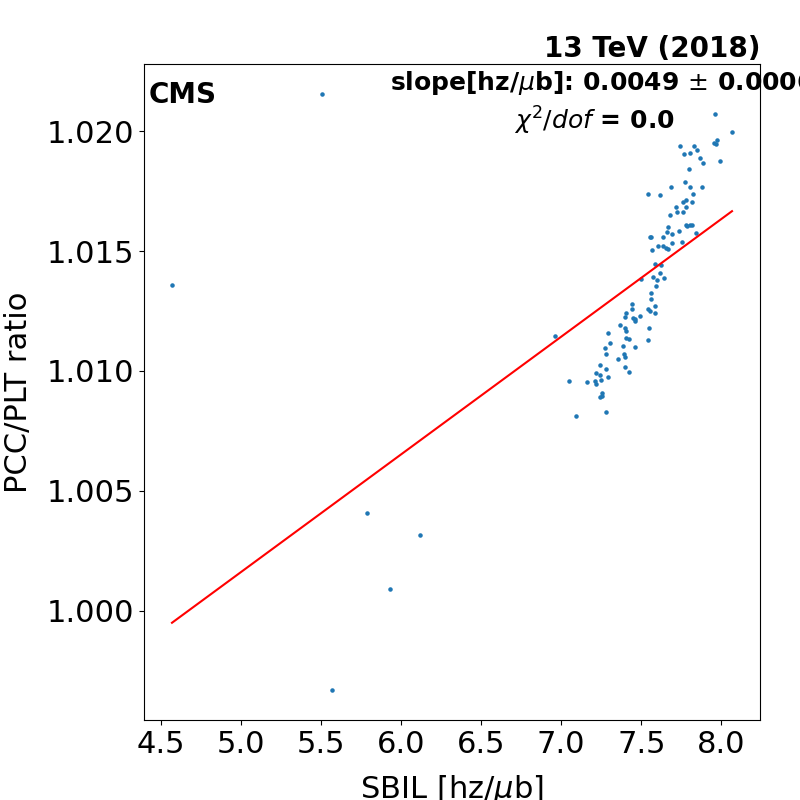 13 TeV (2018)
CMS
slope[hz/μb]: 0.0049 ± 0.000
χ²/dof = 0.0
1.020
1.015
1.010
1.005
1.000
PCC/PLT ratio
4.5 5.0 5.5 6.0 6.5 7.0 7.5 8.0
SBIL [hz/μb]